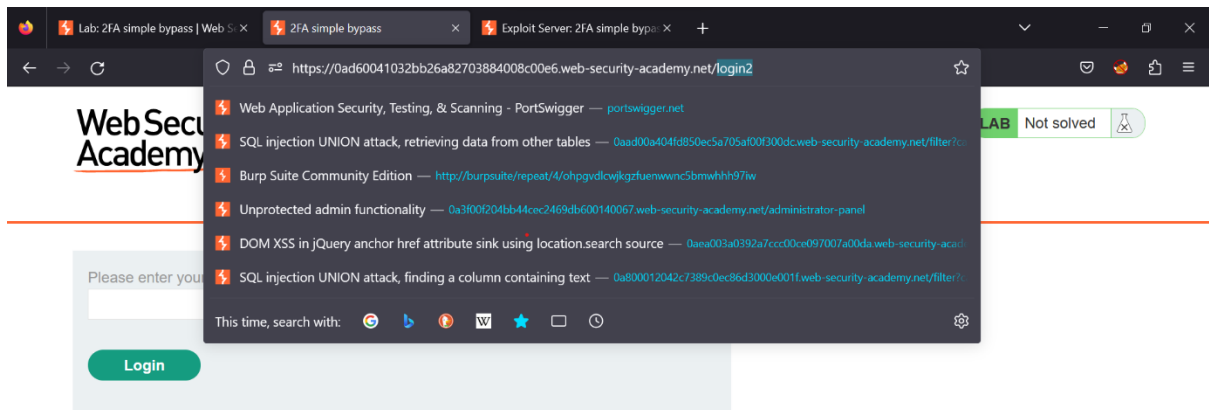 Lab: 2FA simple bypass | Web Se
2FA simple bypass
Exploit Server: 2FA simple bypas
https://0ad60041032bb26a82703884008c00e6.web-security-academy.net/login2
Web Secu
Academy
LAB Not solved
Web Application Security, Testing, & Scanning - PortSwigger — portswigger.net
SQL injection UNION attack, retrieving data from other tables — 0aad00a404fd850ec5a705af00f300dc.web-security-academy.net/filter?ca
Burp Suite Community Edition — http://burpsuite/repeat/4/ohpgvdlcwjkgzfuenwwnc5bmwhhh97iw
Unprotected admin functionality — 0a3f00f204bb44cec2469db600140067.web-security-academy.net/administrator-panel
DOM XSS in jQuery anchor href attribute sink using location.search source — 0aea003a0392a7ccc00ce097007a00da.web-security-acad
SQL injection UNION attack, finding a column containing text — 0a800012042c7389c0ec86d3000e001f.web-security-academy.net/filter?
Please enter your
This time, search with:
W
Login